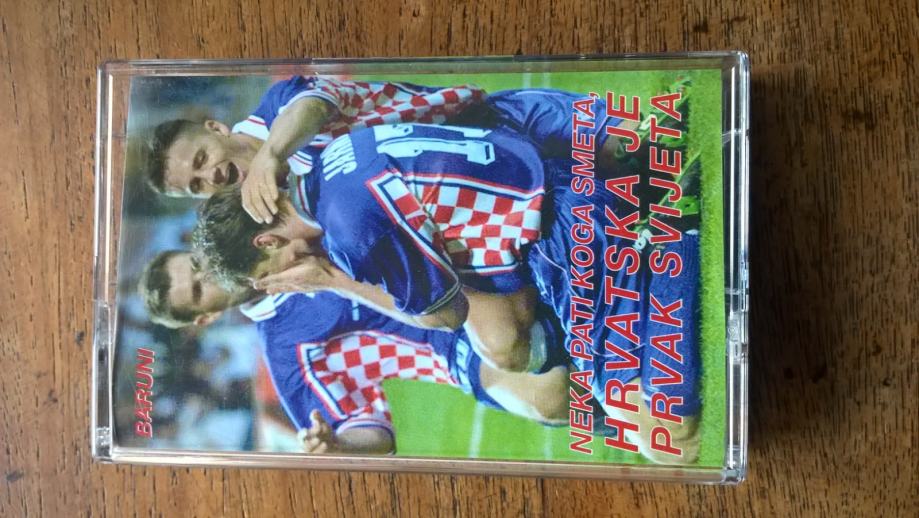 BARUNI
NEKA PATI KOGA SMETA,
HRVATSKA JE
PRVAK SVIJETA